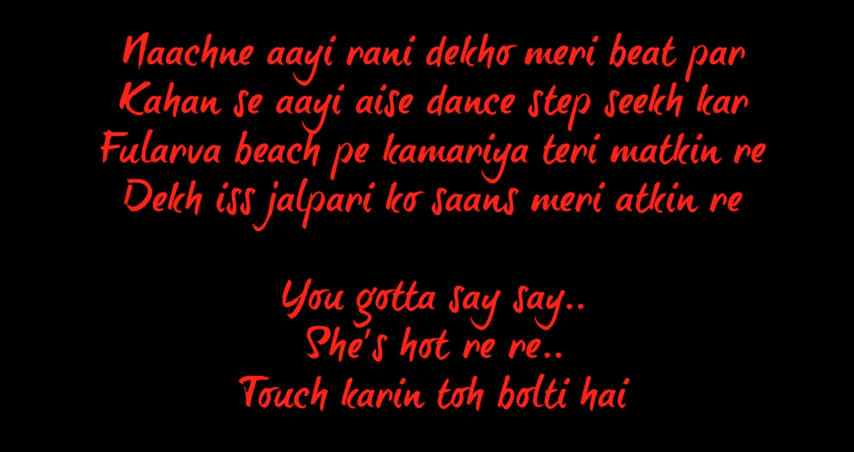 Naachne aayi rani dekho meri beat par
Kahan se aayi aise dance step seekh kar
Fularva beach pe kamariya teri matkin re
Dekh iss jalpari ko saans meri atkin re
You gotta say say..
She's hot re re..
Touch karin toh bolti hai